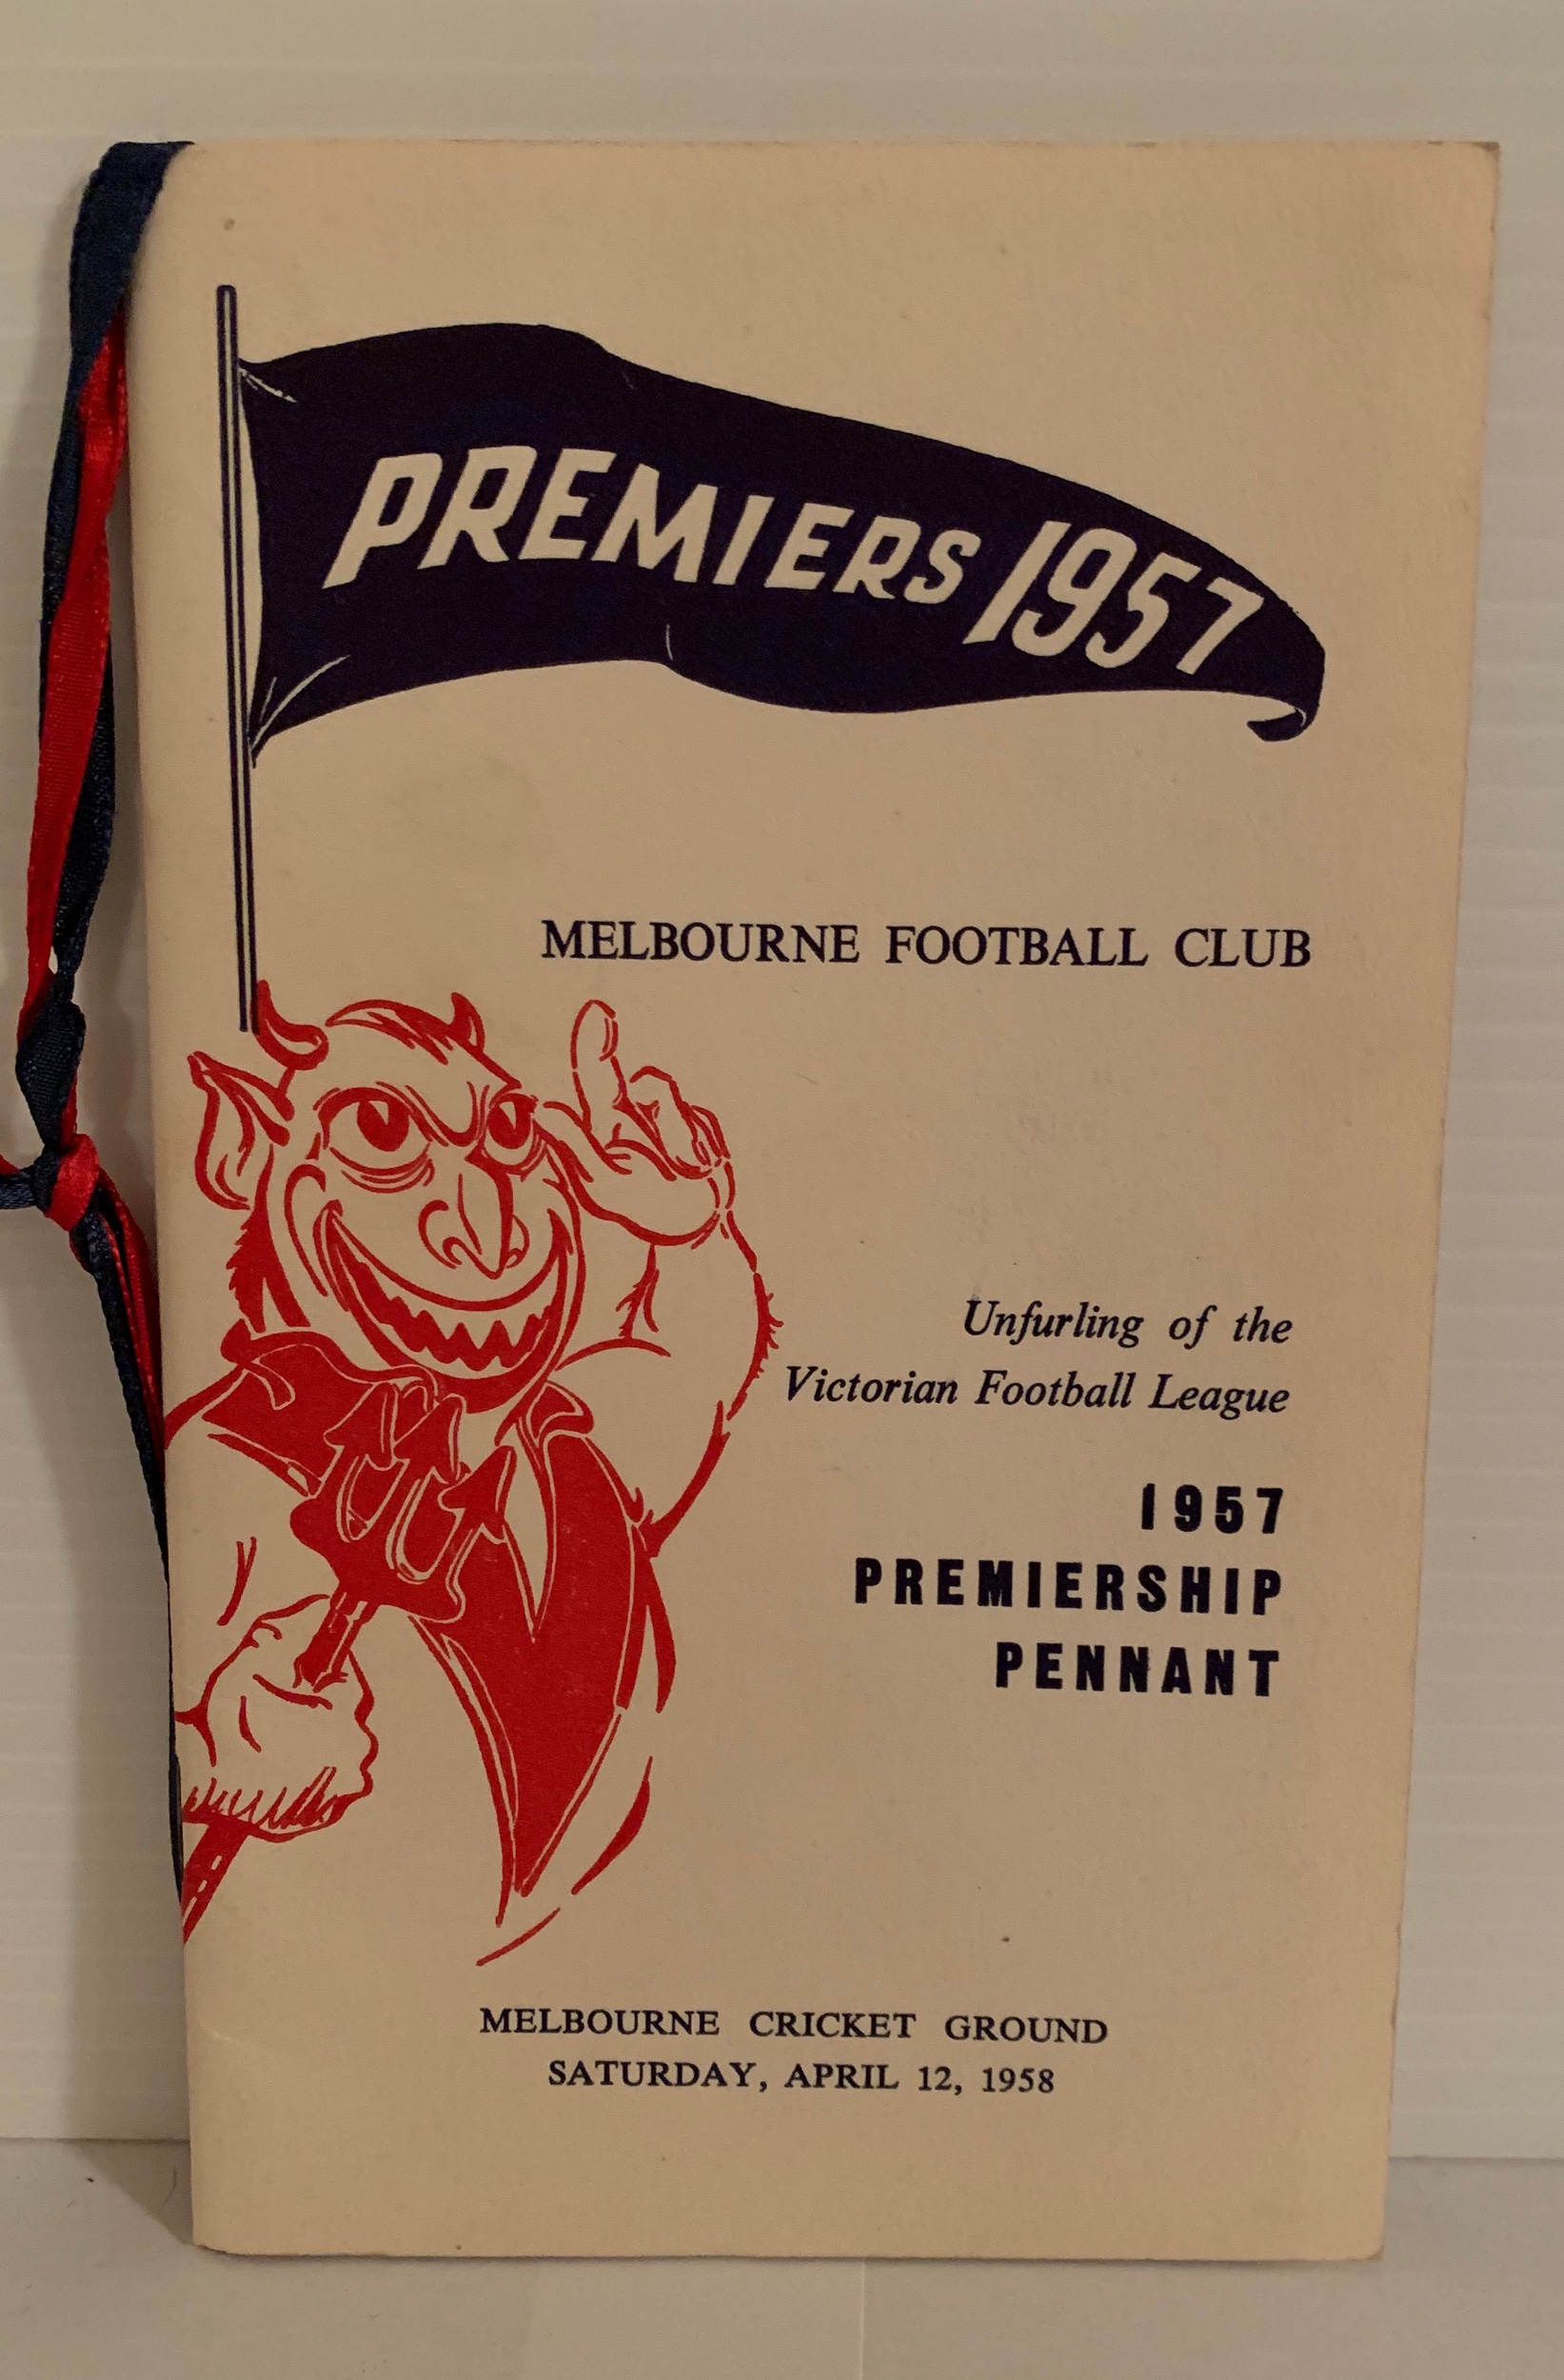 PREMIERS 1957
MELBOURNE FOOTBALL CLUB
Unfurling of the
Victorian Football League
1957
PREMIERSHIP
PENNANT
MELBOURNE CRICKET GROUND
SATURDAY, APRIL 12, 1958